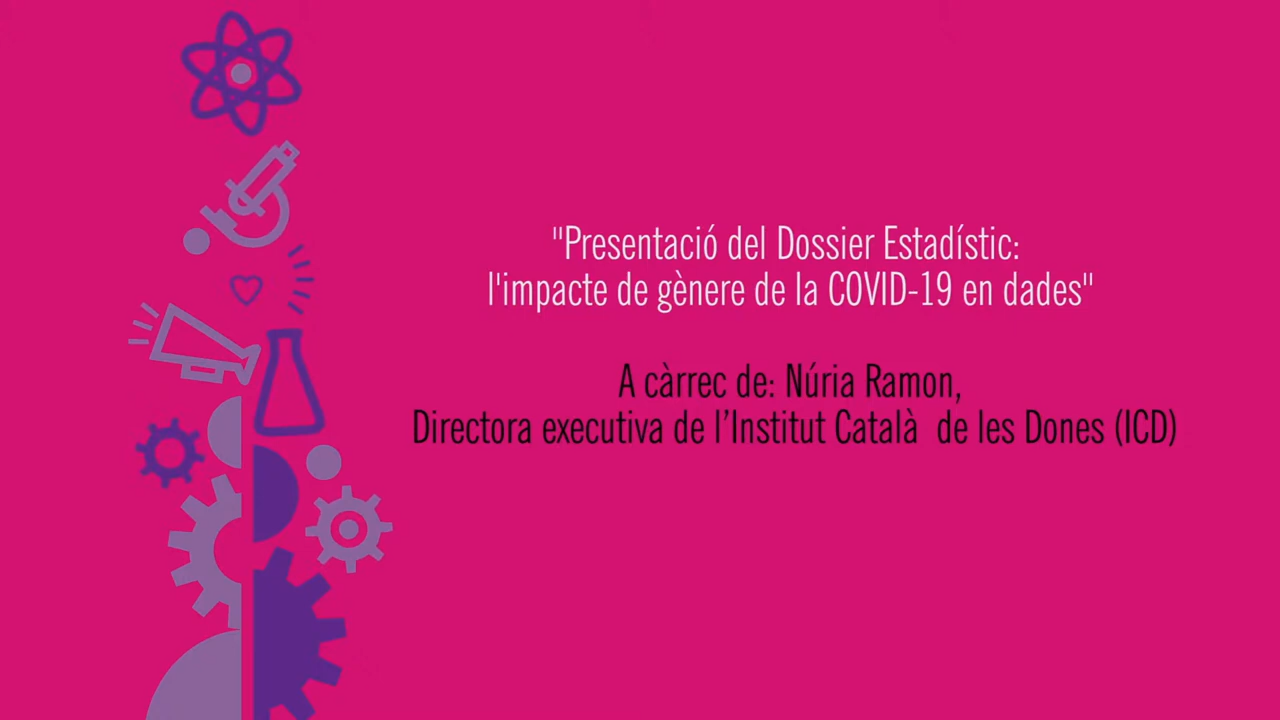 "Presentació del Dossier Estadístic:
l'impacte de gènere de la COVID-19 en dades"
A càrrec de: Núria Ramon,
Directora executiva de l’Institut Català  de les Dones (ICD)